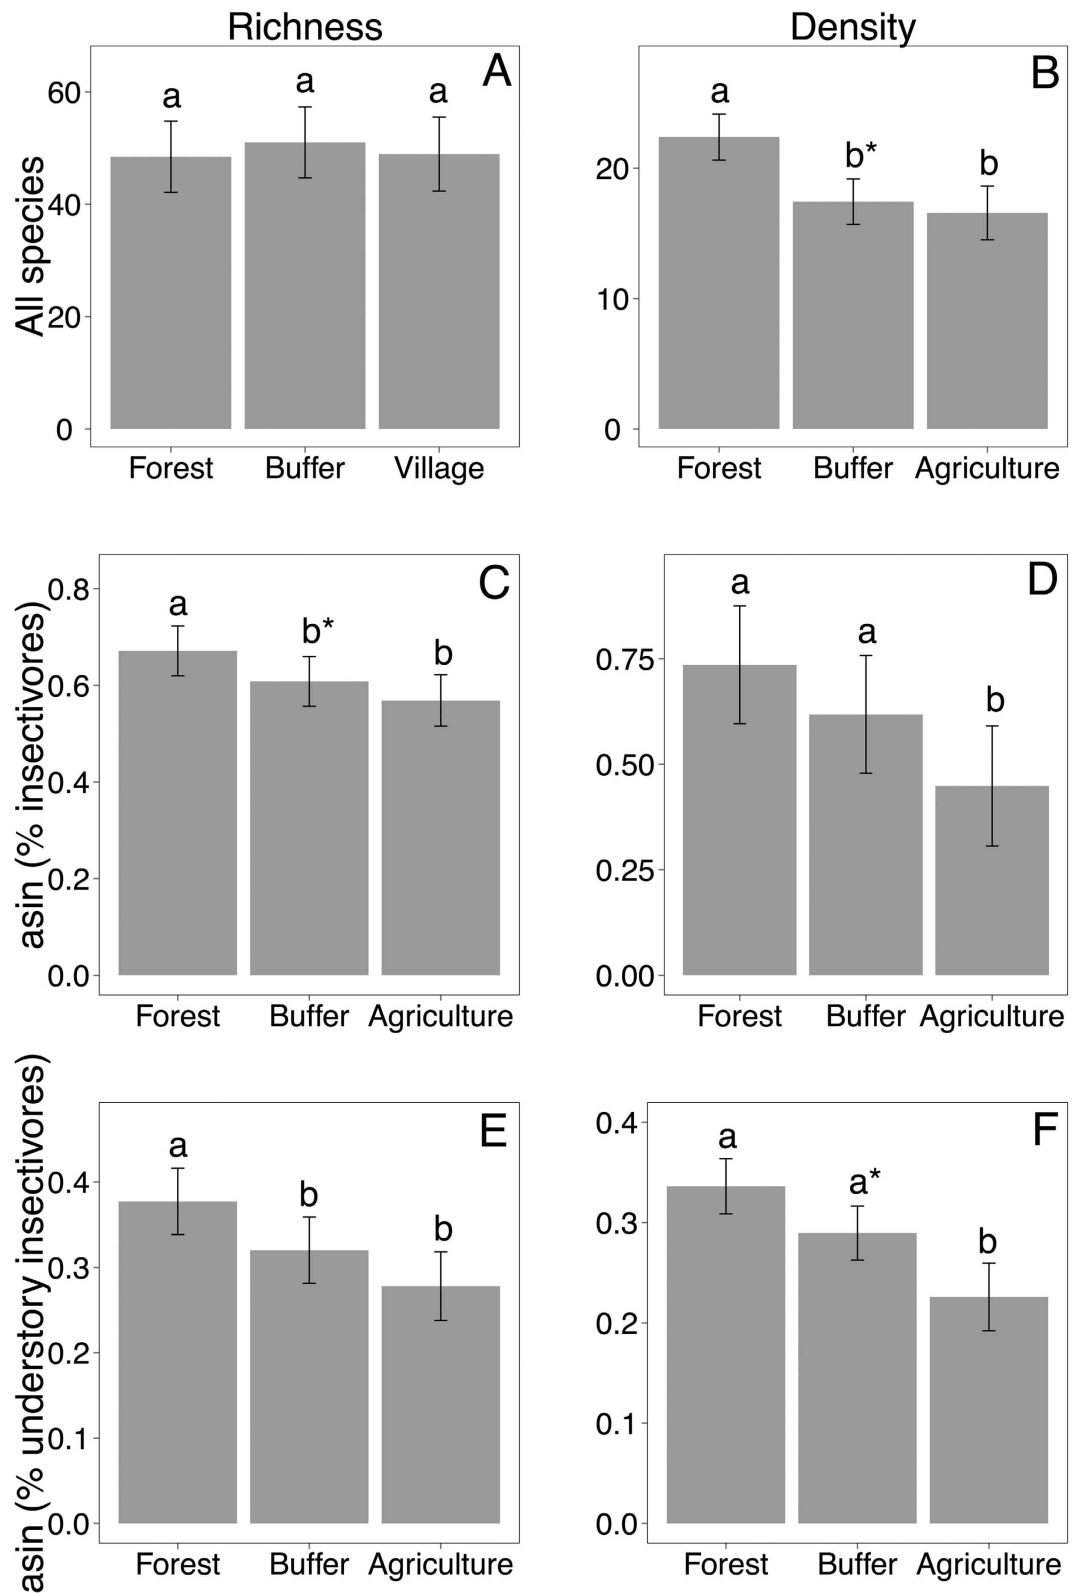 Richness
Density
A
a
a
a
All species
60
40
20
0
Forest
Buffer
Village
B
a
b*
b
20
10
0
Forest
Buffer
Agriculture
C
a
b*
b
asin (% insectivores)
0.8
0.6
0.4
0.2
0.0
Forest
Buffer
Agriculture
D
a
a
b
0.75
0.50
0.25
0.00
Forest
Buffer
Agriculture
E
a
b
b
asin (% understory insectivores)
0.4
0.3
0.2
0.1
0.0
Forest
Buffer
Agriculture
F
a
a*
b
0.4
0.3
0.2
0.1
0.0
Forest
Buffer
Agriculture